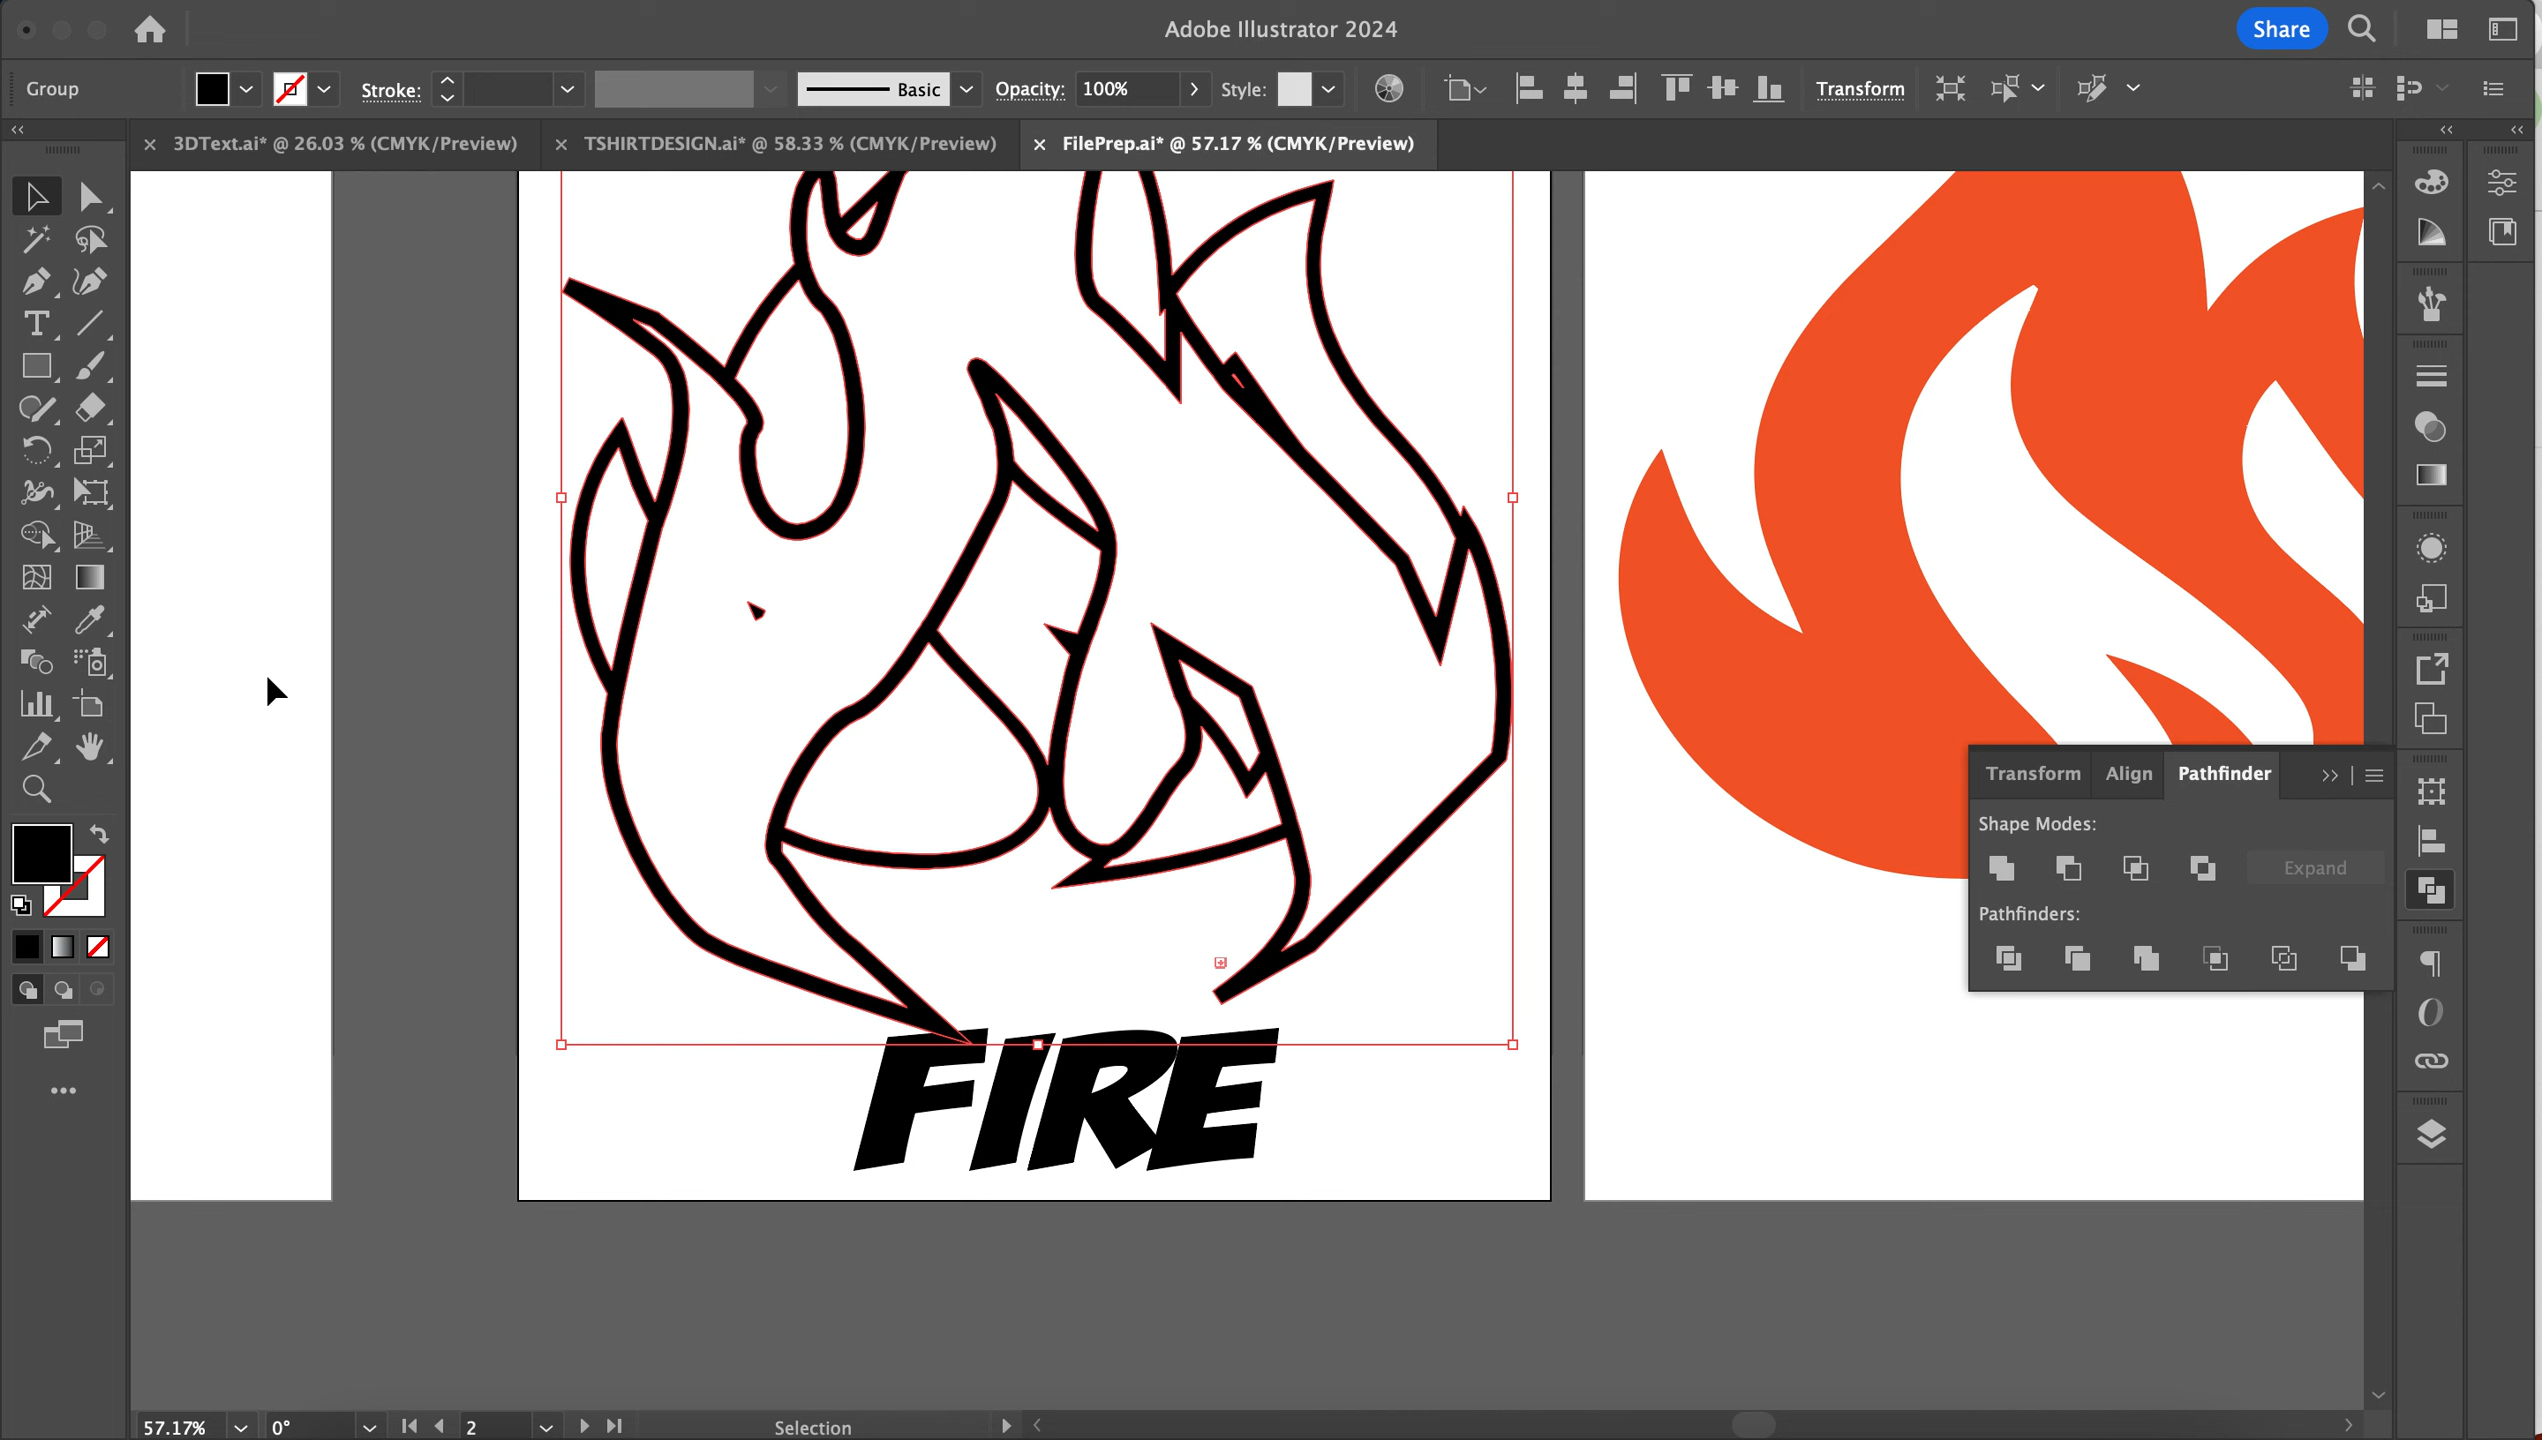 Adobe Illustrator 2024
Share
Group
Stroke:
Basic
Opacity:
100%
Style:
Transform
3DText.ai* @ 26.03 % (CMYK/Preview)
TSHIRTDESIGN.ai* @ 58.33 % (CMYK/Preview)
FilePrep.ai* @ 57.17 % (CMYK/Preview)
Transform
Align
Pathfinder
Shape Modes:
Expand
Pathfinders:
FIRE
57.17%
0°
2
Selection